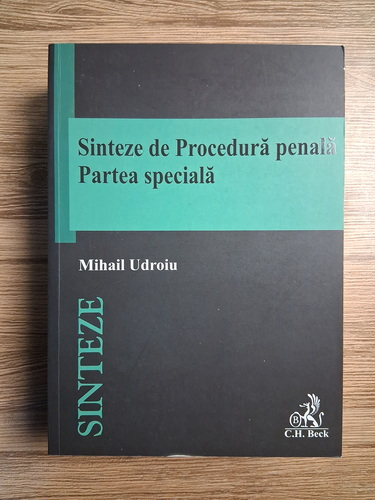 Sinteze de Procedură penală
Partea specială
Mihail Udroiu
SINTEZE
B
C.H. Beck